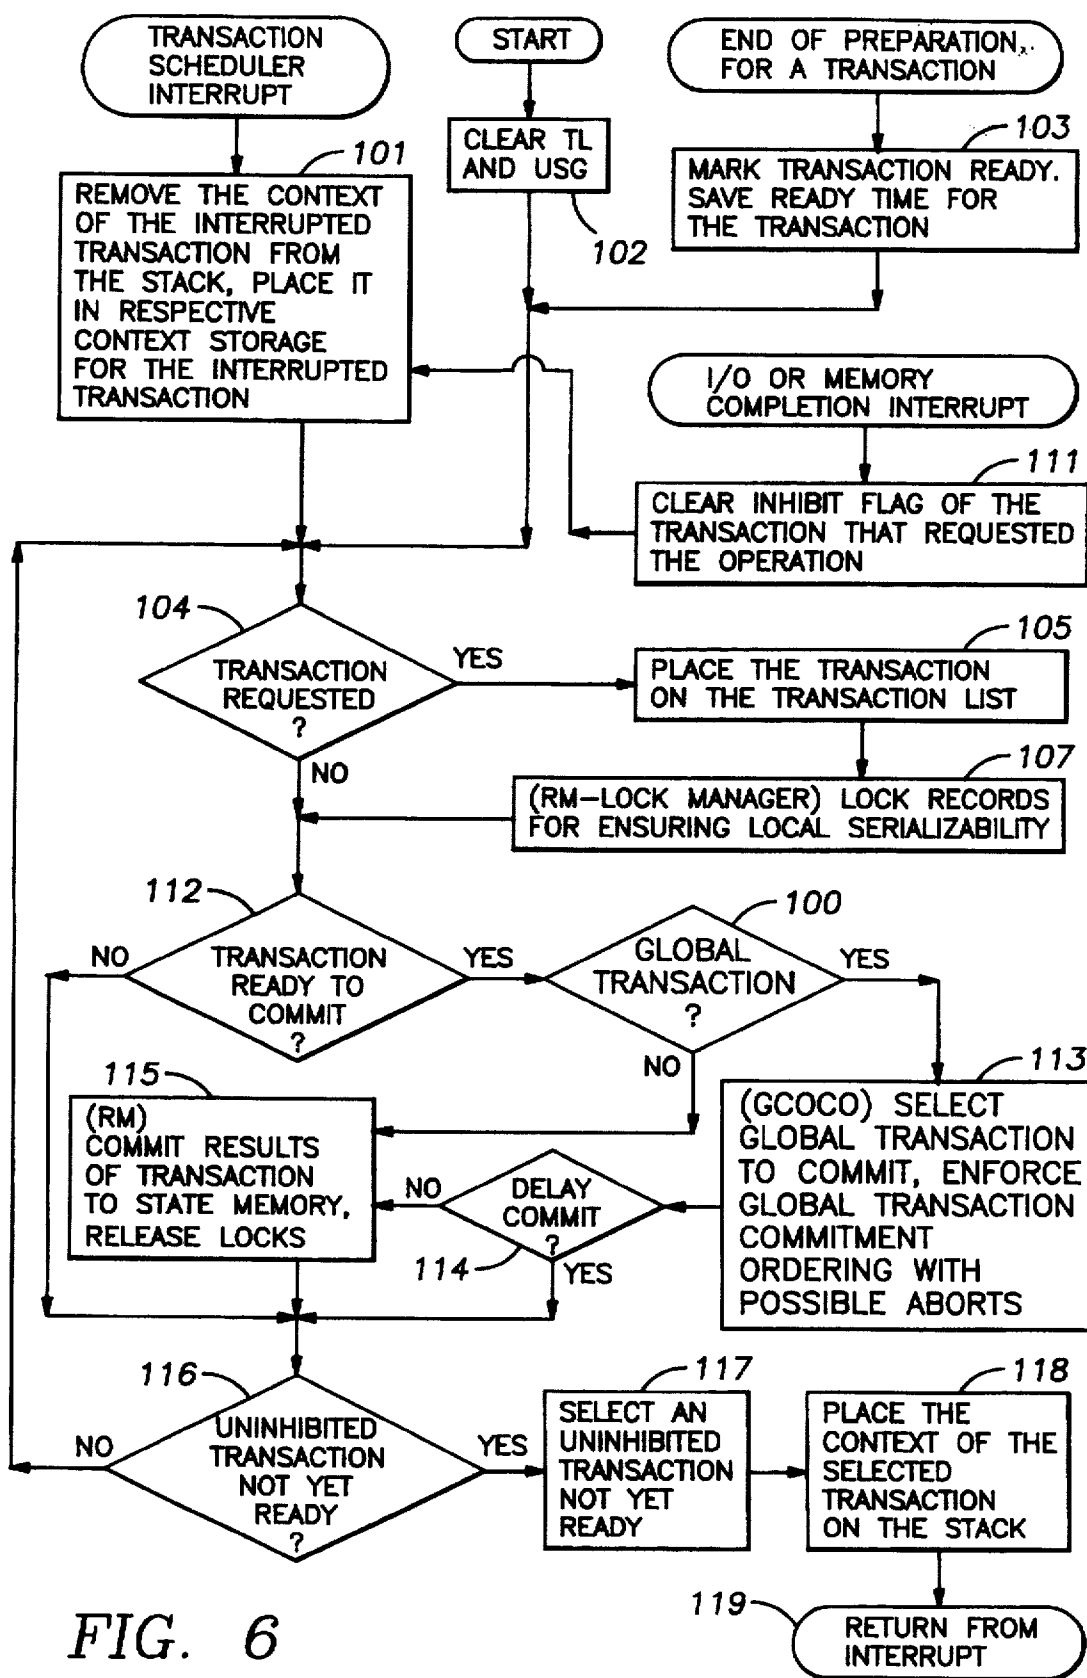 TRANSACTION
SCHEDULER
INTERRUPT
START
END OF PREPARATION
FOR A TRANSACTION
101
REMOVE THE CONTEXT
OF THE INTERRUPTED
TRANSACTION FROM
THE STACK, PLACE IT
IN RESPECTIVE
CONTEXT STORAGE
FOR THE INTERRUPTED
TRANSACTION
CLEAR TL
AND USG
102
103
MARK TRANSACTION READY.
SAVE READY TIME FOR
THE TRANSACTION
I/O OR MEMORY
COMPLETION INTERRUPT
111
CLEAR INHIBIT FLAG OF THE
TRANSACTION THAT REQUESTED
THE OPERATION
104
TRANSACTION
REQUESTED
?
YES
NO
105
PLACE THE TRANSACTION
ON THE TRANSACTION LIST
107
(RM-LOCK MANAGER) LOCK RECORDS
FOR ENSURING LOCAL SERIALIZABILITY
112
NO
TRANSACTION
READY TO
COMMIT
?
YES
100
GLOBAL
TRANSACTION
?
YES
NO
113
(GCOCO) SELECT
GLOBAL TRANSACTION
TO COMMIT, ENFORCE
GLOBAL TRANSACTION
COMMITMENT
ORDERING WITH
POSSIBLE ABORTS
115
(RM)
COMMIT RESULTS
OF TRANSACTION
TO STATE MEMORY,
RELEASE LOCKS
NO
DELAY
COMMIT
?
114
YES
116
NO
UNINHIBITED
TRANSACTION
NOT YET
READY
?
YES
117
SELECT AN
UNINHIBITED
TRANSACTION
NOT YET
READY
118
PLACE THE
CONTEXT OF THE
SELECTED
TRANSACTION
ON THE STACK
119
RETURN FROM
INTERRUPT
FIG. 6